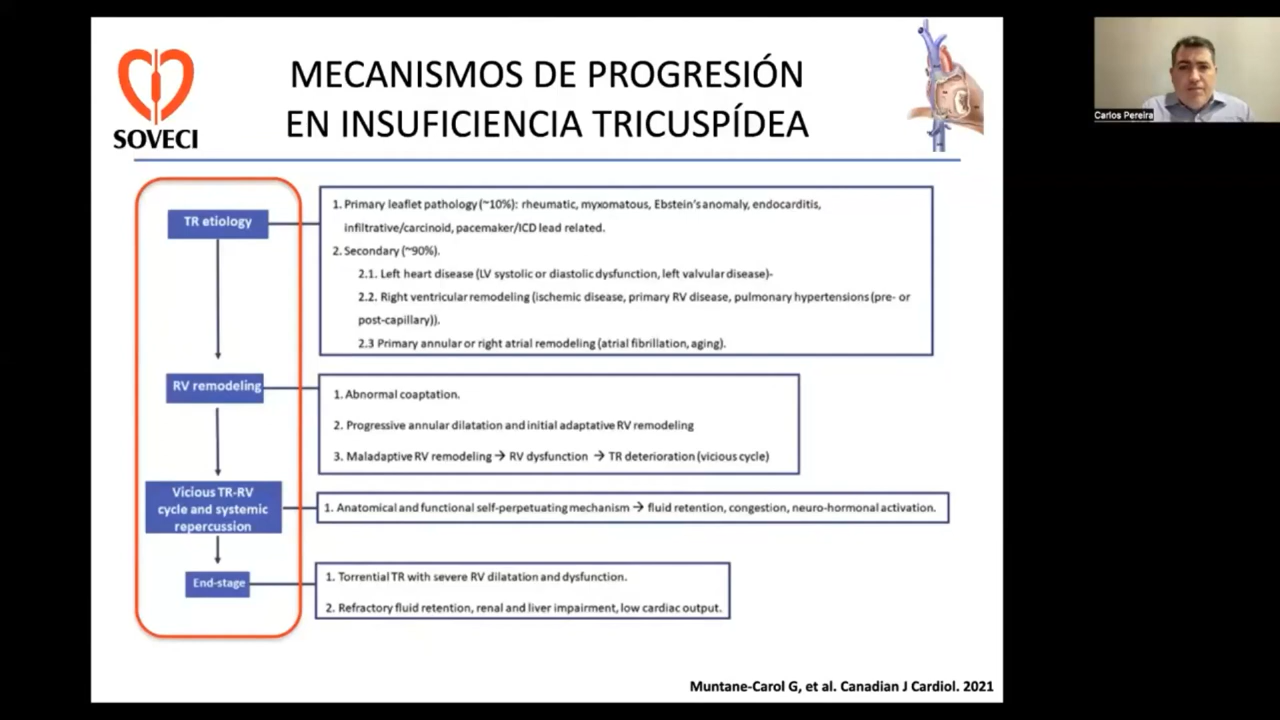 MECANISMOS DE PROGRESIÓN
EN INSUFICIENCIA TRICUSPÍDEA
SOVECI
Carlos Pereira
TR etiology
1. Primary leaflet pathology (~10%): rheumatic, myxomatous, Ebstein's anomaly, endocarditis,
infiltrative/carcinoid, pacemaker/ICD lead related.
2. Secondary (~90%).
2.1. Left heart disease (LV systolic or diastolic dysfunction, left valvular disease)-
2.2. Right ventricular remodeling (ischemic disease, primary RV disease, pulmonary hypertensions (pre- or
post-capillary)).
2.3 Primary annular or right atrial remodeling (atrial fibrillation, aging).
RV remodeling
1. Abnormal coaptation.
2. Progressive annular dilatation and initial adaptative RV remodeling
3. Maladaptive RV remodeling → RV dysfunction → TR deterioration (vicious cycle)
Vicious TR-RV
cycle and systemic
repercussion
1. Anatomical and functional self-perpetuating mechanism → fluid retention, congestion, neuro-hormonal activation.
End-stage
1. Torrential TR with severe RV dilatation and dysfunction.
2. Refractory fluid retention, renal and liver impairment, low cardiac output.
Muntane-Carol G, et al. Canadian J Cardiol. 2021